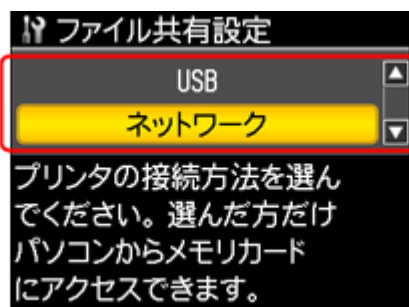 ファイル共有設定
USB
ネットワーク
プリンタの接続方法を選ん
でください。選んだ方だけ
パソコンからメモリカード
にアクセスできます。